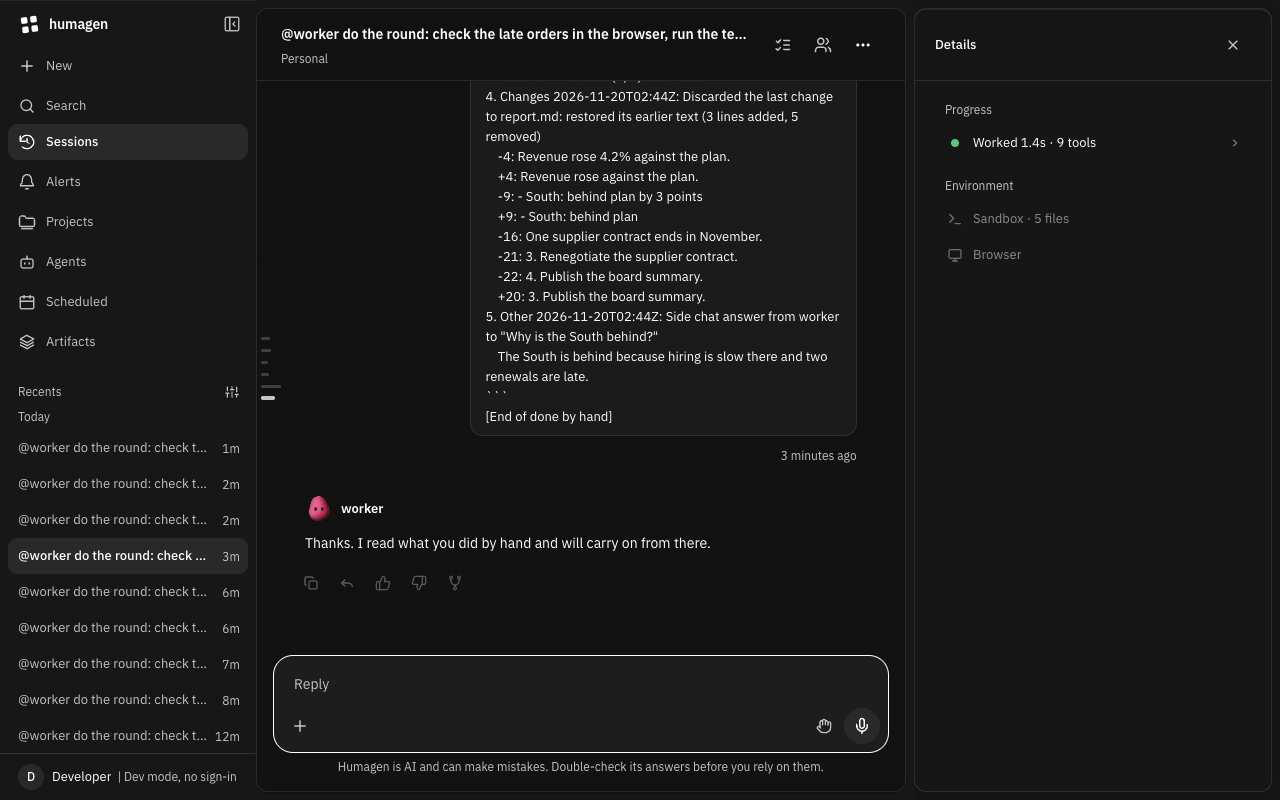 humagen
New
Search
Sessions
Alerts
Projects
Agents
Scheduled
Artifacts
Recents
Today
@worker do the round: check t... 1m
@worker do the round: check t... 2m
@worker do the round: check t... 2m
@worker do the round: check ... 3m
@worker do the round: check t... 6m
@worker do the round: check t... 6m
@worker do the round: check t... 7m
@worker do the round: check t... 8m
@worker do the round: check t... 12m
D Developer | Dev mode, no sign-in
@worker do the round: check the late orders in the browser, run the te...
Personal
4. Changes 2026-11-20T02:44Z: Discarded the last change
to report.md: restored its earlier text (3 lines added, 5
removed)
-4: Revenue rose 4.2% against the plan.
+4: Revenue rose against the plan.
-9: - South: behind plan by 3 points
+9: - South: behind plan
-16: One supplier contract ends in November.
-21: 3. Renegotiate the supplier contract.
-22: 4. Publish the board summary.
+20: 3. Publish the board summary.
5. Other 2026-11-20T02:44Z: Side chat answer from worker
to "Why is the South behind?"
The South is behind because hiring is slow there and two
renewals are late.
```
[End of done by hand]
3 minutes ago
worker
Thanks. I read what you did by hand and will carry on from there.
Reply
Humagen is AI and can make mistakes. Double-check its answers before you rely on them.
Details
Progress
Worked 1.4s · 9 tools
Environment
Sandbox · 5 files
Browser